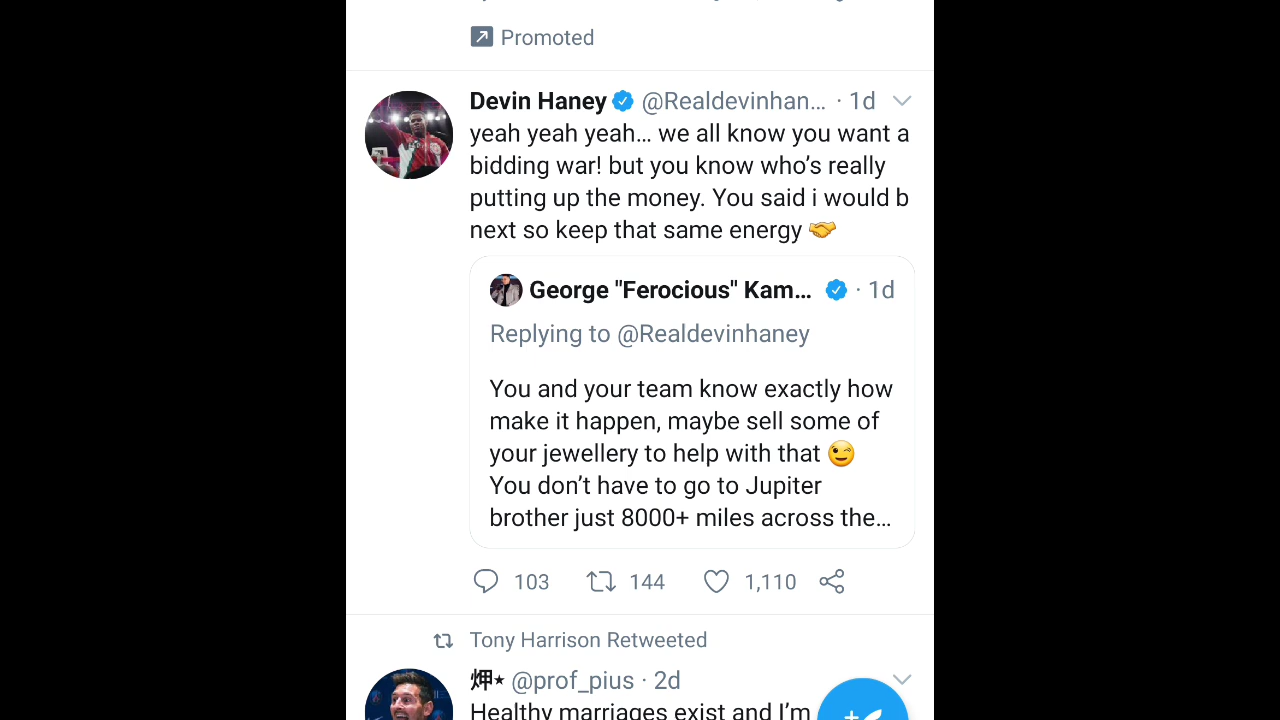 Promoted
Devin Haney @Realdevinhan... · 1d
yeah yeah yeah... we all know you want a
bidding war! but you know who's really
putting up the money. You said i would b
next so keep that same energy 🤝
George "Ferocious" Kam... · 1d
Replying to @Realdevinhaney
You and your team know exactly how
make it happen, maybe sell some of
your jewellery to help with that 😉
You don't have to go to Jupiter
brother just 8000+ miles across the...
103 144 1,110
Tony Harrison Retweeted
@prof_pius · 2d
Healthy marriages exist and I'm